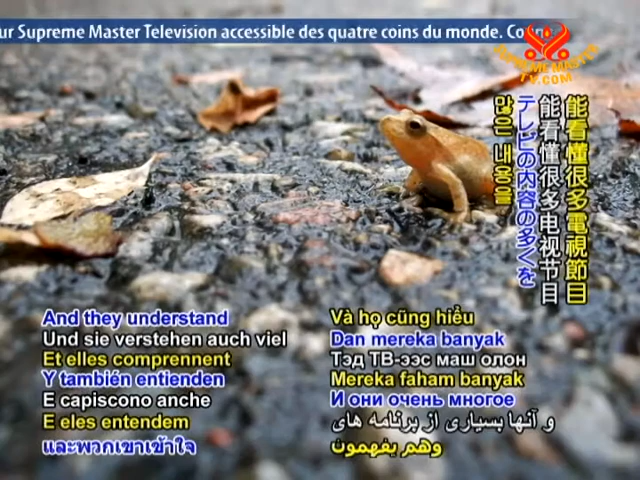 ur Supreme Master Television accessible des quatre coins du monde.
SUPREME MASTER
TV.COM
能看懂很多電視節目
能看懂很多电视节目
テレビの内容の多くを
많은 내용을
And they understand
Und sie verstehen auch viel
Et elles comprennent
Y también entienden
E capiscono anche
E eles entendem
และพวกเขาเข้าใจ
Và họ cũng hiểu
Dan mereka banyak
Тэд ТВ-ээс маш олон
Mereka faham banyak
И они очень многое
و آنها بسیاری از برنامه های
وهم يفهمون